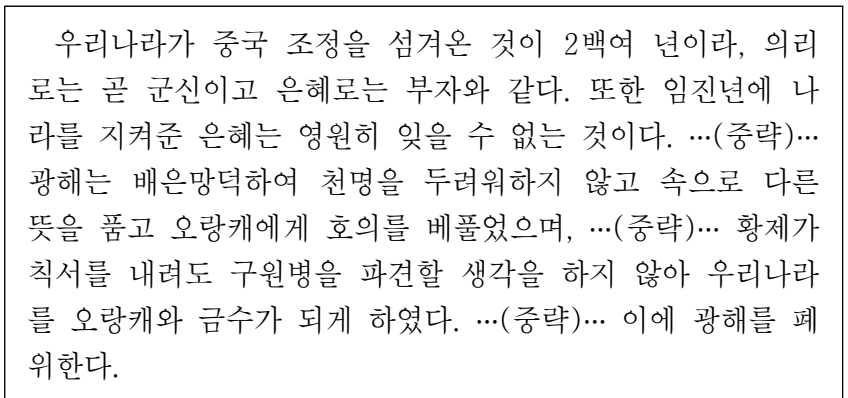 우리나라가 중국 조정을 섬겨온 것이 2백여 년이라, 의리
로는 곧 군신이고 은혜로는 부자와 같다. 또한 임진년에 나
라를 지켜준 은혜는 영원히 잊을 수 없는 것이다. …(중략)…
광해는 배은망덕하여 천명을 두려워하지 않고 속으로 다른
뜻을 품고 오랑캐에게 호의를 베풀었으며, …(중략)… 황제가
칙서를 내려도 구원병을 파견할 생각을 하지 않아 우리나라
를 오랑캐와 금수가 되게 하였다. …(중략)… 이에 광해를 폐
위한다.